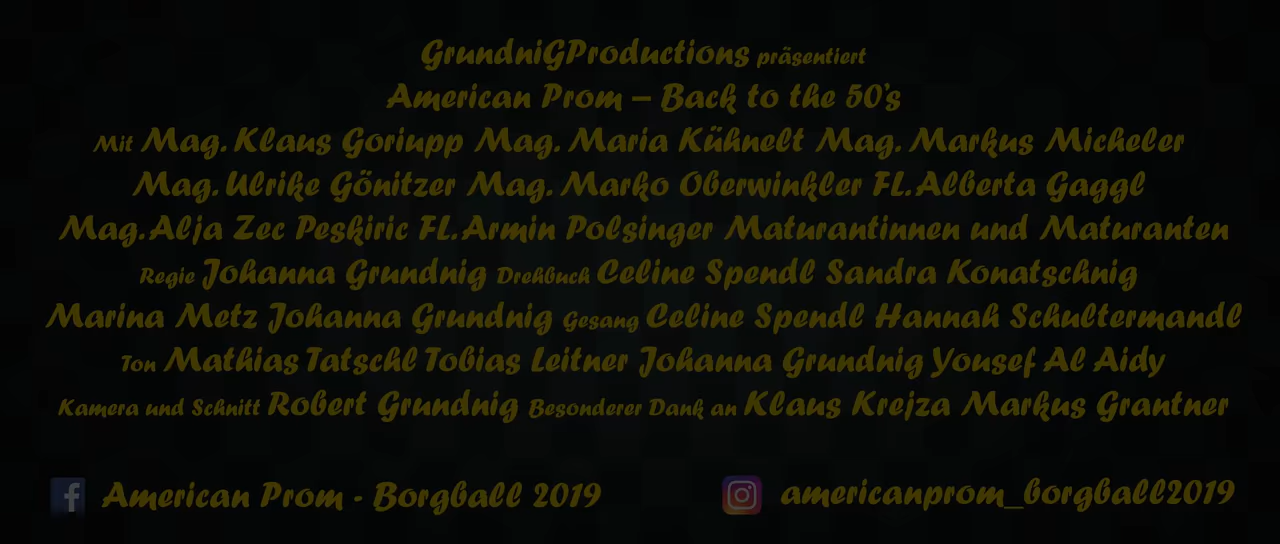 GrundniGProductions präsentiert
American Prom – Back to the 50's
Mit Mag. Klaus Goriupp Mag. Maria Kühnelt Mag. Markus Micheler
Mag. Ulrike Gönitzer Mag. Marko Oberwinkler FL. Alberta Gaggl
Mag. Alja Zec Peskiric FL. Armin Polsinger Maturantinnen und Maturanten
Regie Johanna Grundnig Drehbuch Celine Spendl Sandra Konatschnig
Marina Metz Johanna Grundnig Gesang Celine Spendl Hannah Schultermandl
Ton Mathias Tatschl Tobias Leitner Johanna Grundnig Yousef Al Aidy
Kamera und Schnitt Robert Grundnig Besonderer Dank an Klaus Krejza Markus Grantner
American Prom - Borgball 2019
americanprom_borgball2019